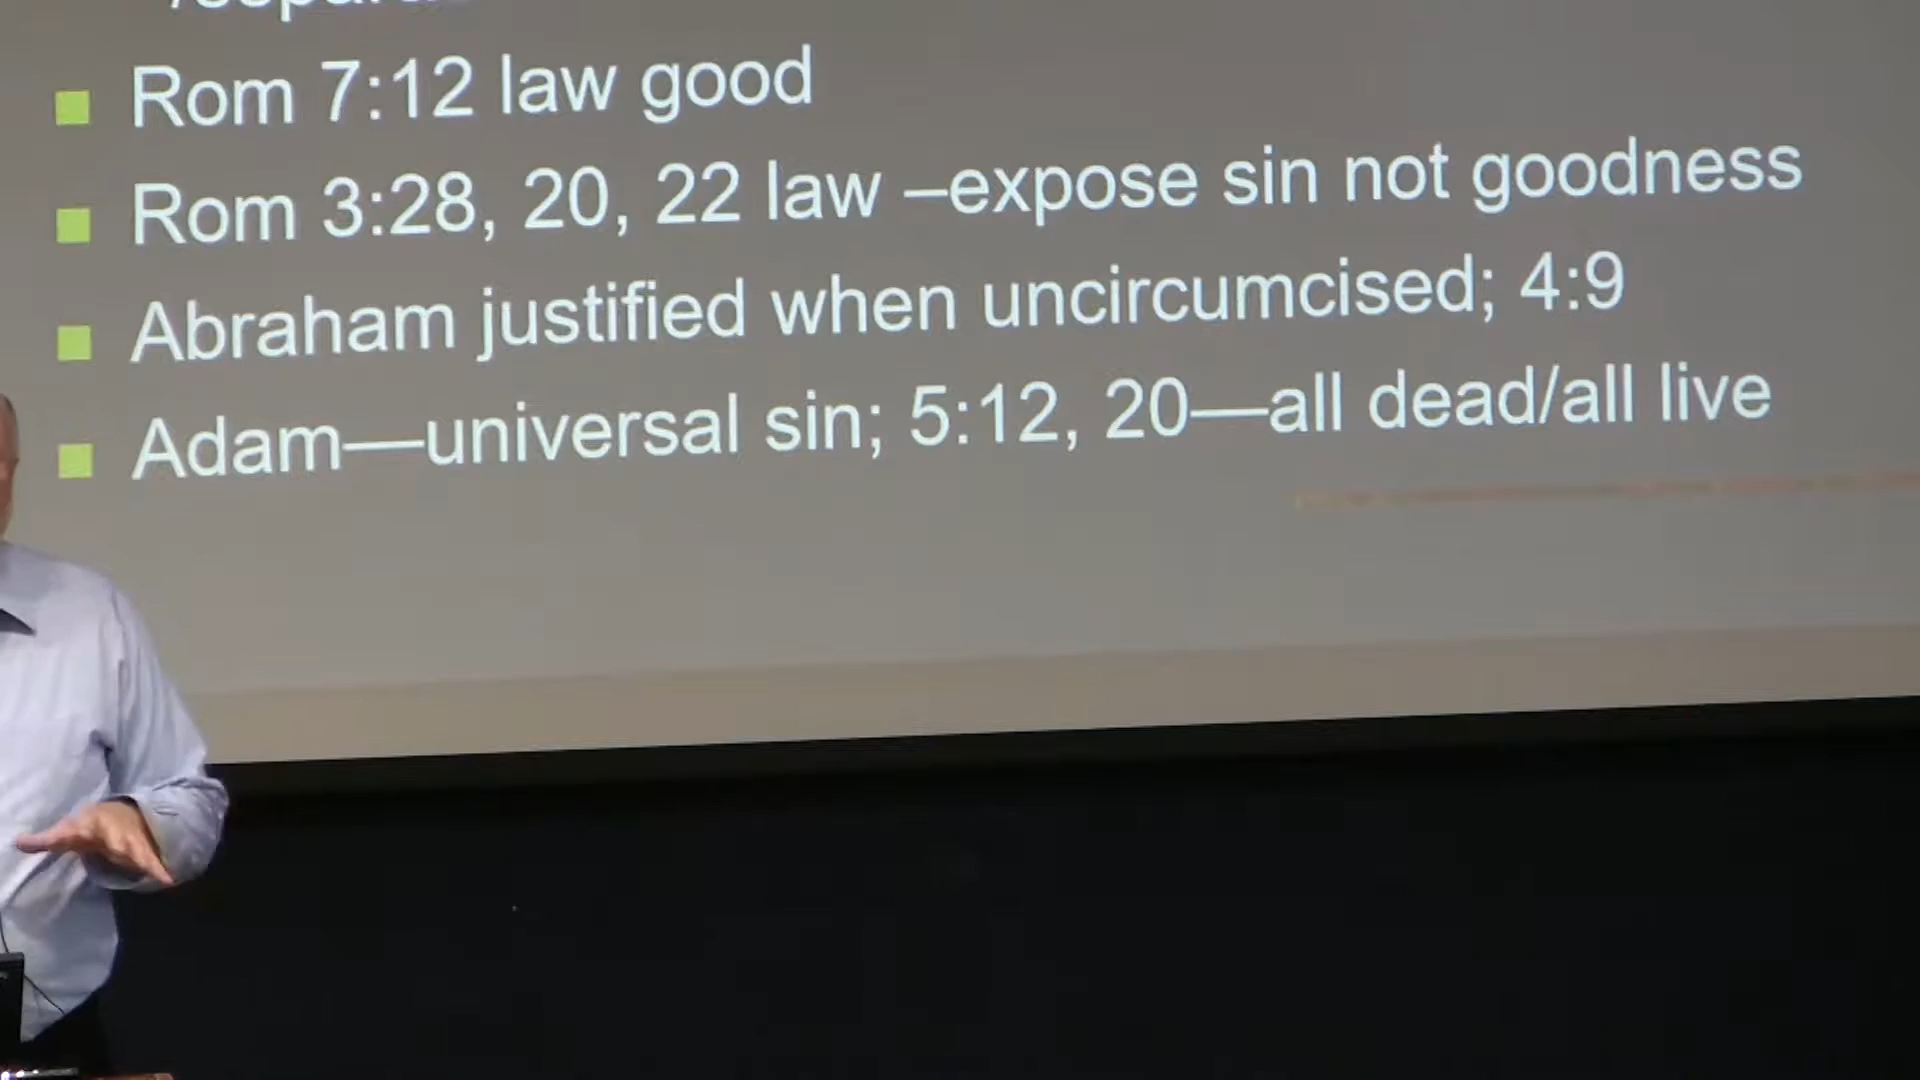 Rom 7:12 law good
Rom 3:28, 20, 22 law –expose sin not goodness
Abraham justified when uncircumcised; 4:9
Adam—universal sin; 5:12, 20—all dead/all live